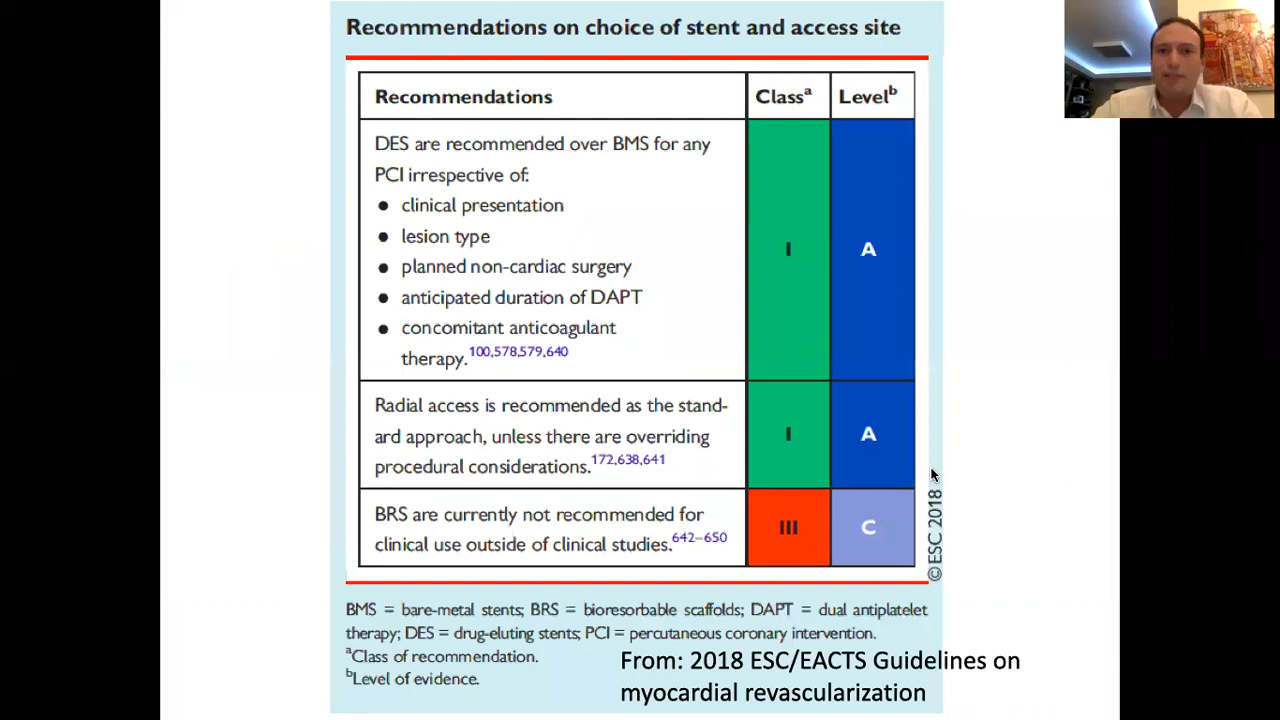 Recommendations on choice of stent and access site
Recommendations Classᵃ Levelᵇ
DES are recommended over BMS for any
PCI irrespective of:
● clinical presentation
● lesion type
● planned non-cardiac surgery
● anticipated duration of DAPT
● concomitant anticoagulant
therapy.100,578,579,640
I A
Radial access is recommended as the stand-
ard approach, unless there are overriding
procedural considerations.172,638,641
I A
BRS are currently not recommended for
clinical use outside of clinical studies.642–650
III C
©ESC 2018
BMS = bare-metal stents; BRS = bioresorbable scaffolds; DAPT = dual antiplatelet
therapy; DES = drug-eluting stents; PCI = percutaneous coronary intervention.
ᵃClass of recommendation.
ᵇLevel of evidence.
From: 2018 ESC/EACTS Guidelines on
myocardial revascularization